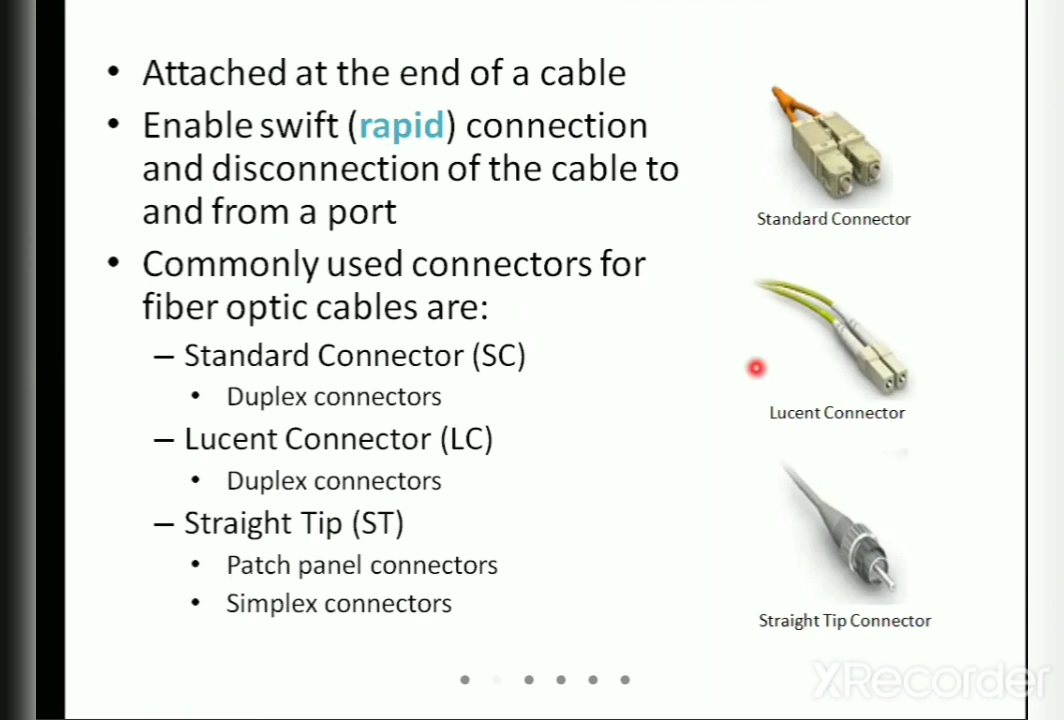 • Attached at the end of a cable
• Enable swift (rapid) connection
and disconnection of the cable to
and from a port
• Commonly used connectors for
fiber optic cables are:
– Standard Connector (SC)
• Duplex connectors
– Lucent Connector (LC)
• Duplex connectors
– Straight Tip (ST)
• Patch panel connectors
• Simplex connectors
Standard Connector
Lucent Connector
Straight Tip Connector
XRecorder